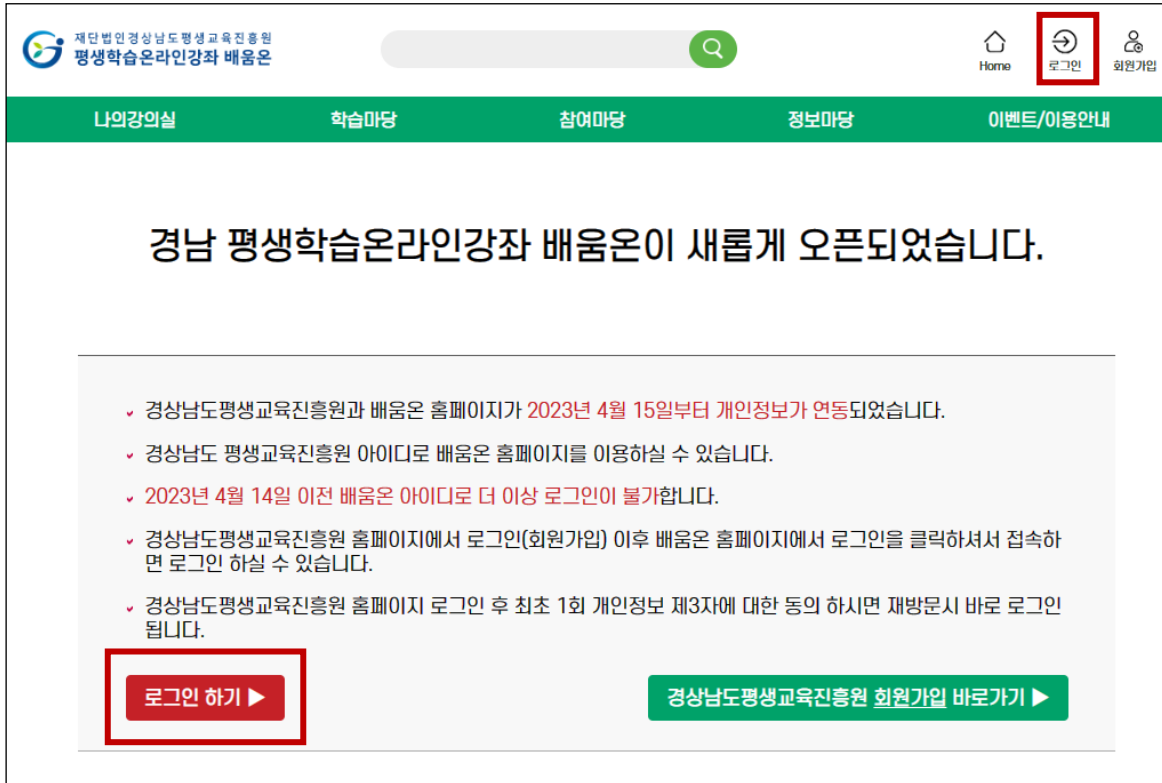 재단법인경상남도평생교육진흥원
평생학습온라인강좌 배움온
Home
로그인
회원가입
나의강의실
학습마당
참여마당
정보마당
이벤트/이용안내
경남 평생학습온라인강좌 배움온이 새롭게 오픈되었습니다.
경상남도평생교육진흥원과 배움온 홈페이지가 2023년 4월 15일부터 개인정보가 연동되었습니다.
경상남도 평생교육진흥원 아이디로 배움온 홈페이지를 이용하실 수 있습니다.
2023년 4월 14일 이전 배움온 아이디로 더 이상 로그인이 불가합니다.
경상남도평생교육진흥원 홈페이지에서 로그인(회원가입) 이후 배움온 홈페이지에서 로그인을 클릭하셔서 접속하
면 로그인 하실 수 있습니다.
경상남도평생교육진흥원 홈페이지 로그인 후 최초 1회 개인정보 제3자에 대한 동의 하시면 재방문시 바로 로그인
됩니다.
로그인 하기 ▶
경상남도평생교육진흥원 회원가입 바로가기 ▶